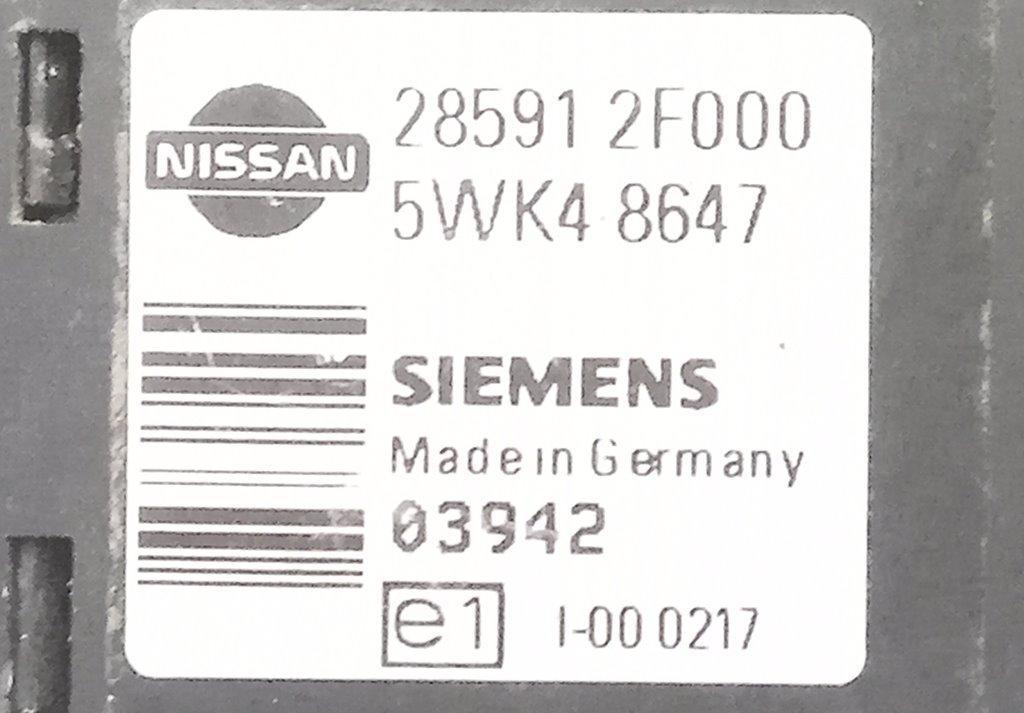 NISSAN
28591 2F000
5WK4 8647
SIEMENS
Made in Germany
03942
e1 I-00 0217